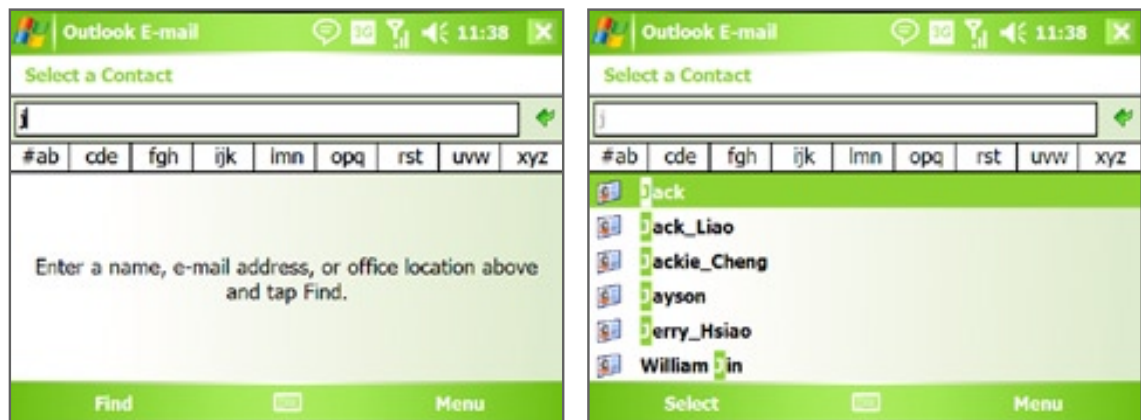 Outlook E-mail 3G 11:38
Select a Contact
j
#ab cde fgh ijk lmn opq rst uvw xyz
Enter a name, e-mail address, or office location above
and tap Find.
Find Menu
Outlook E-mail 3G 11:38
Select a Contact
j
#ab cde fgh ijk lmn opq rst uvw xyz
Jack
Jack_Liao
Jackie_Cheng
Jayson
Jerry_Hsiao
William Jin
Select Menu